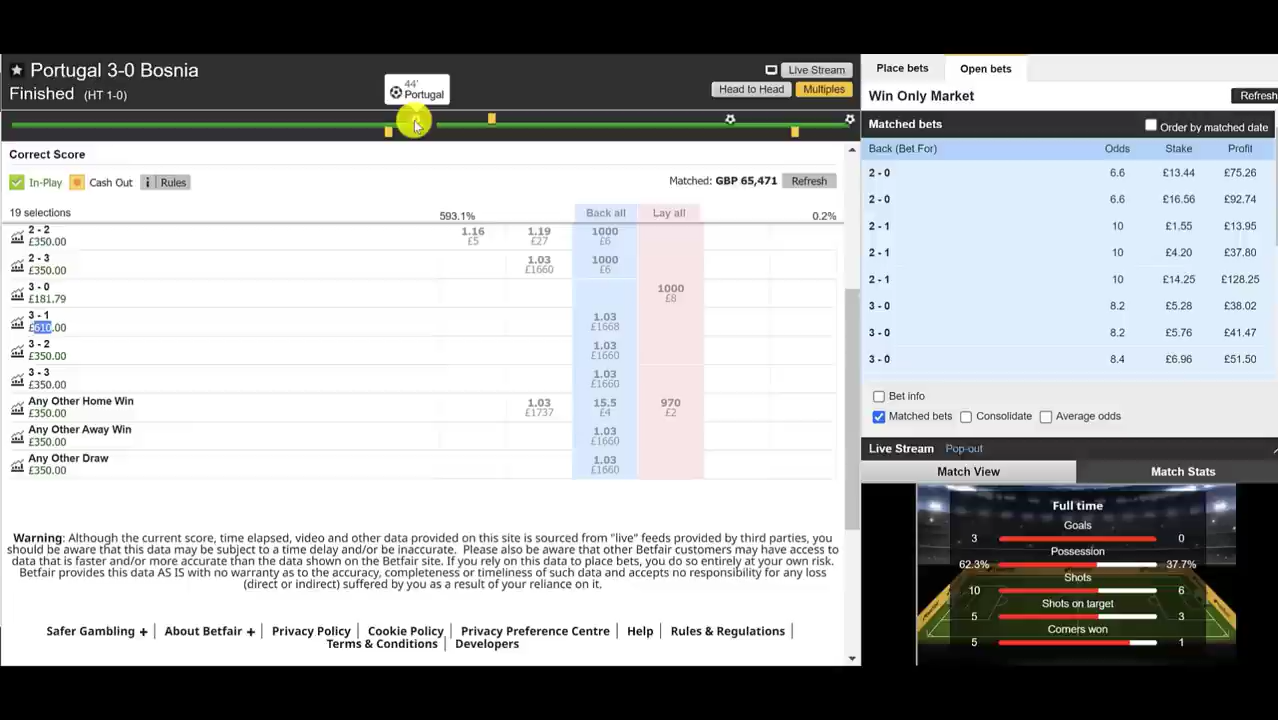 Portugal 3-0 Bosnia
Finished (HT 1-0)
44'
Portugal
Live Stream
Head to Head
Multiples
Correct Score
In-Play
Cash Out
i Rules
Matched: GBP 65,471
Refresh
19 selections
593.1%
Back all
Lay all
0.2%
2 - 2
£350.00
1.16
£5
1.19
£27
1000
£6
2 - 3
£350.00
1.03
£1660
1000
£6
3 - 0
£181.79
1000
£8
3 - 1
£610.00
1.03
£1668
3 - 2
£350.00
1.03
£1660
3 - 3
£350.00
1.03
£1660
Any Other Home Win
£350.00
1.03
£1737
15.5
£4
970
£2
Any Other Away Win
£350.00
1.03
£1660
Any Other Draw
£350.00
1.03
£1660
Warning: Although the current score, time elapsed, video and other data provided on this site is sourced from "live" feeds provided by third parties, you
should be aware that this data may be subject to a time delay and/or be inaccurate. Please also be aware that other Betfair customers may have access to
data that is faster and/or more accurate than the data shown on the Betfair site. If you rely on this data to place bets, you do so entirely at your own risk.
Betfair provides this data AS IS with no warranty as to the accuracy, completeness or timeliness of such data and accepts no responsibility for any loss
(direct or indirect) suffered by you as a result of your reliance on it.
Safer Gambling + | About Betfair + | Privacy Policy | Cookie Policy | Privacy Preference Centre | Help | Rules & Regulations |
Terms & Conditions | Developers
Place bets
Open bets
Win Only Market
Refresh
Matched bets
Order by matched date
Back (Bet For) Odds Stake Profit
2 - 0 6.6 £13.44 £75.26
2 - 0 6.6 £16.56 £92.74
2 - 1 10 £1.55 £13.95
2 - 1 10 £4.20 £37.80
2 - 1 10 £14.25 £128.25
3 - 0 8.2 £5.28 £38.02
3 - 0 8.2 £5.76 £41.47
3 - 0 8.4 £6.96 £51.50
Bet info
Matched bets
Consolidate
Average odds
Live Stream Pop-out
Match View
Match Stats
Full time
Goals
3 0
Possession
62.3% 37.7%
Shots
10 6
Shots on target
5 3
Corners won
5 1